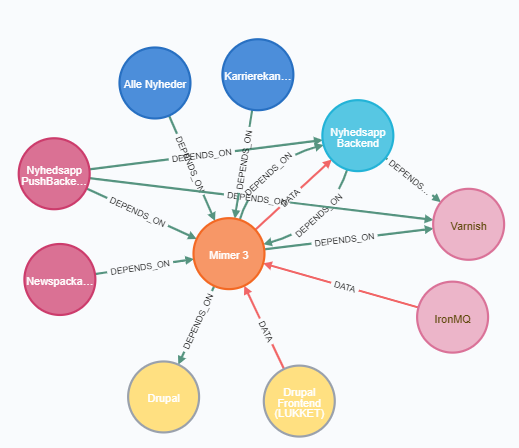 Alle Nyheder
Karrierekan...
Nyhedsapp
Backend
DEPENDS_ON
DEPENDS_ON
DEPENDS_ON
DEPENDS_ON
Nyhedsapp
PushBacke...
DEPENDS_...
DATA
DEPENDS_ON
DEPENDS_ON
DEPENDS_ON
Varnish
DEPENDS_ON
Mimer 3
DEPENDS_ON
Newspacka...
DEPENDS_ON
DATA
IronMQ
DEPENDS_ON
DATA
Drupal
Drupal
Frontend
(LUKKET)